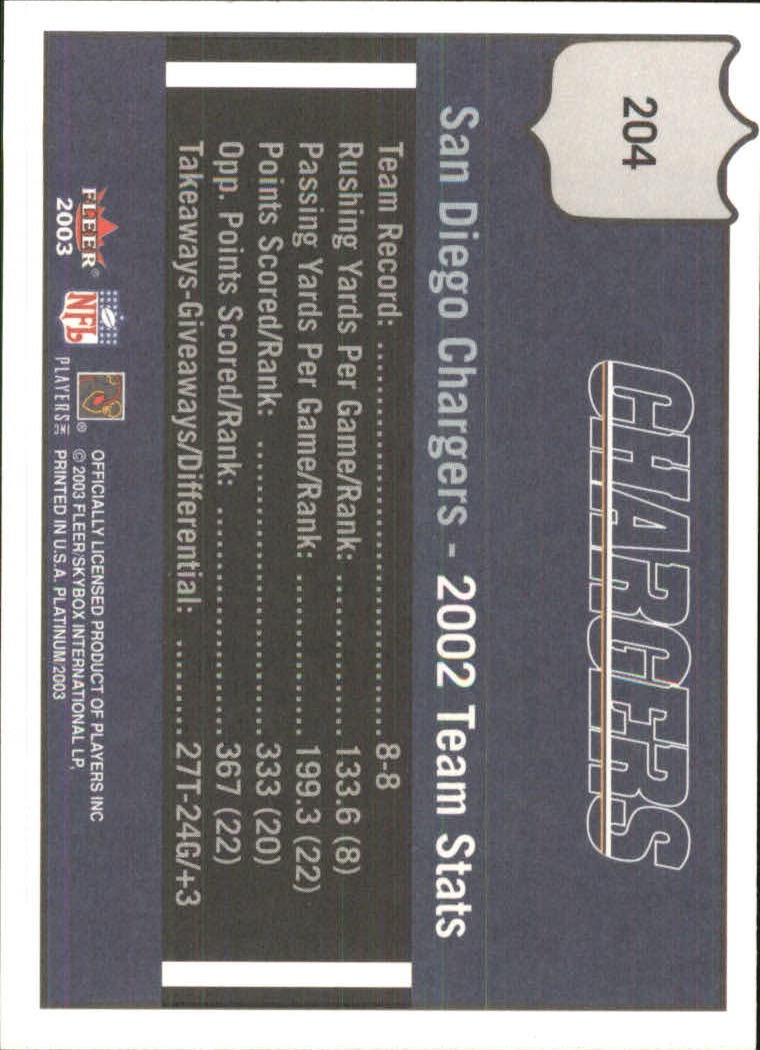 204
CHARGERS
San Diego Chargers - 2002 Team Stats
Team Record: ........................................ 8-8
Rushing Yards Per Game/Rank: ............... 133.6 (8)
Passing Yards Per Game/Rank: .............. 199.3 (22)
Points Scored/Rank: ............................ 333 (20)
Opp. Points Scored/Rank: ..................... 367 (22)
Takeaways-Giveaways/Differential: ........ 27T-24G/+3
FLEER®
2003
NFL
PLAYERS INC ®
OFFICIALLY LICENSED PRODUCT OF PLAYERS INC
© 2003 FLEER/SKYBOX INTERNATIONAL LP,
PRINTED IN U.S.A. PLATINUM 2003